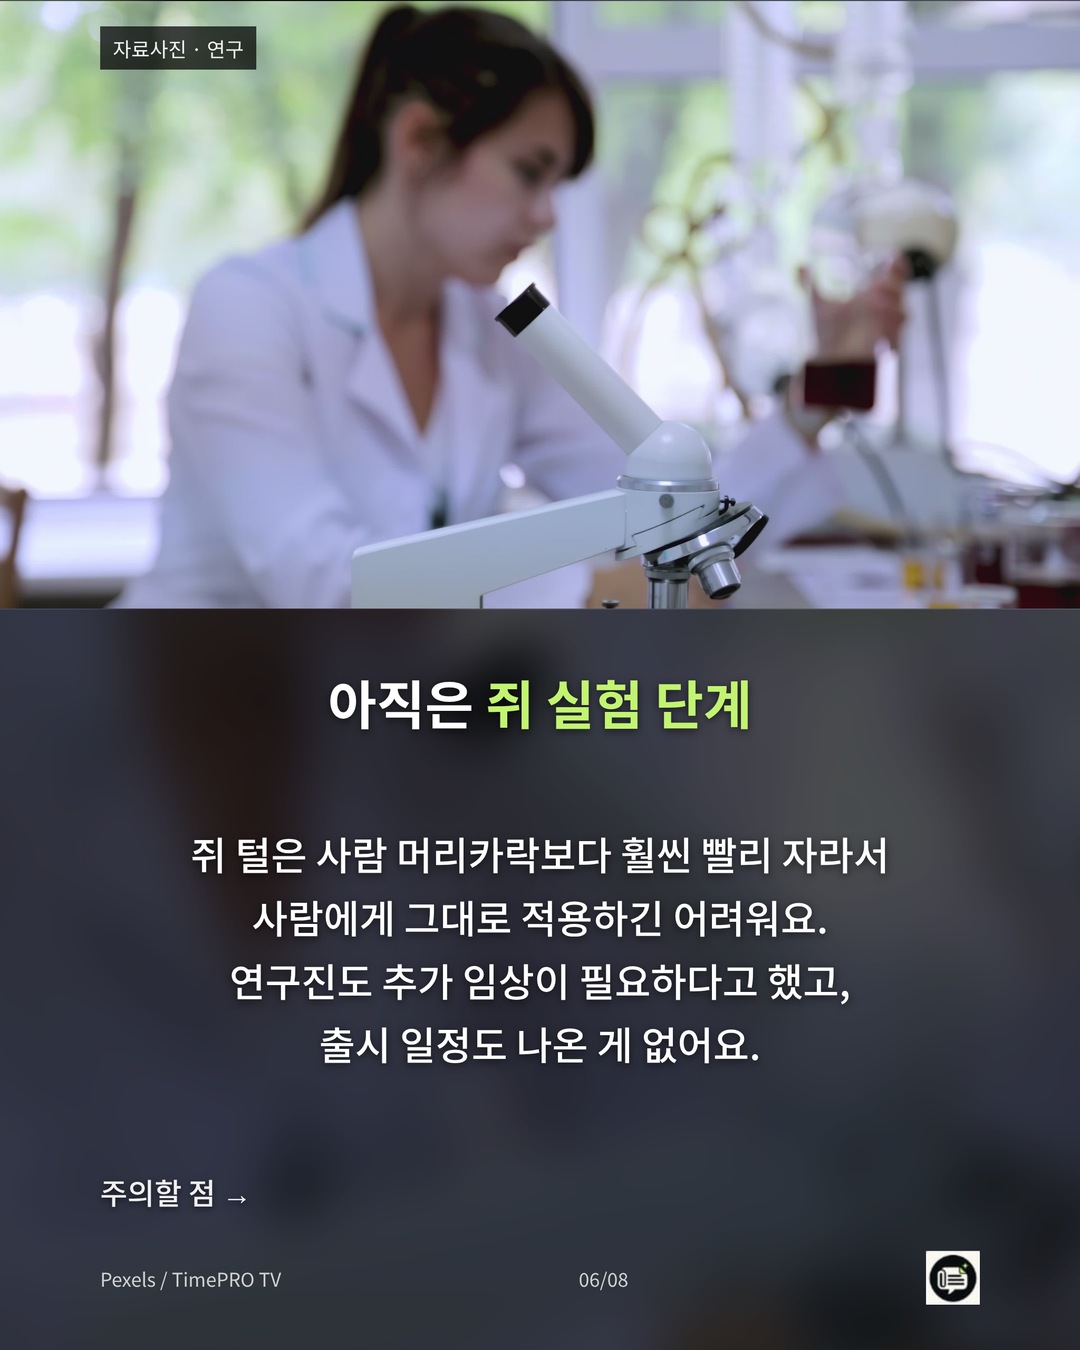 자료사진 · 연구
아직은 쥐 실험 단계
쥐 털은 사람 머리카락보다 훨씬 빨리 자라서
사람에게 그대로 적용하긴 어려워요.
연구진도 추가 임상이 필요하다고 했고,
출시 일정도 나온 게 없어요.
주의할 점 →
Pexels / TimePRO TV
06/08